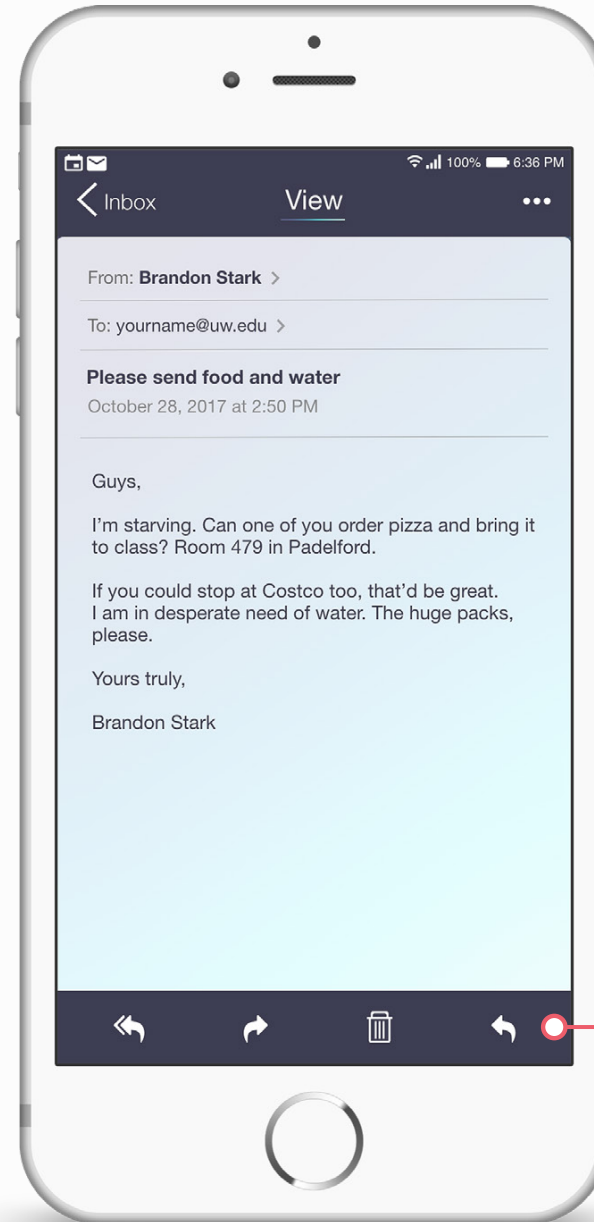 100% 6:36 PM
Inbox View
From: Brandon Stark
To: yourname@uw.edu
Please send food and water
October 28, 2017 at 2:50 PM
Guys,
I’m starving. Can one of you order pizza and bring it
to class? Room 479 in Padelford.
If you could stop at Costco too, that’d be great.
I am in desperate need of water. The huge packs,
please.
Yours truly,
Brandon Stark